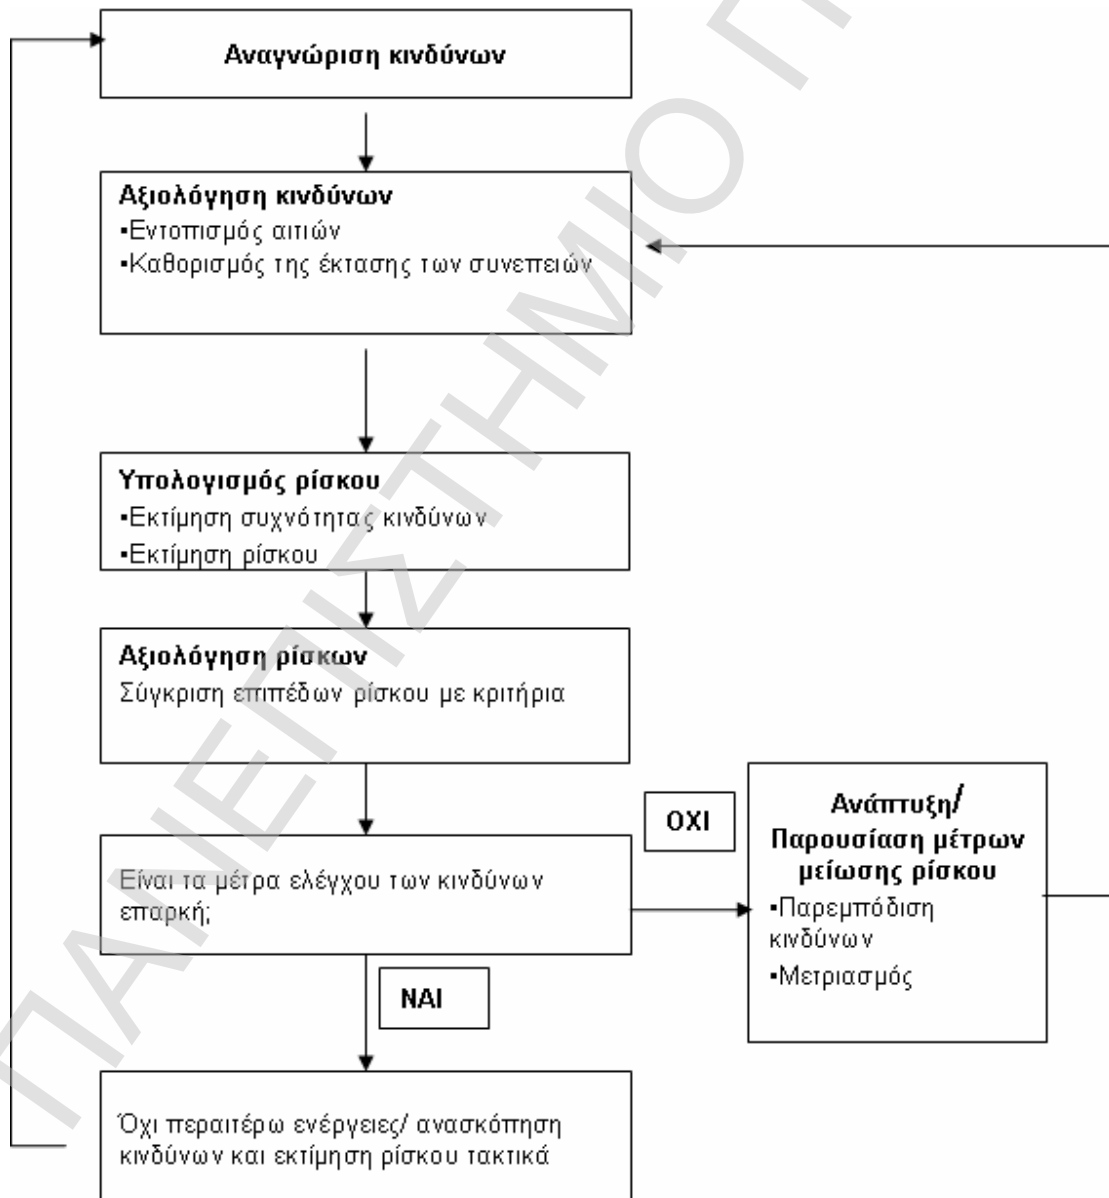 Αναγνώριση κινδύνων
Αξιολόγηση κινδύνων
▪Εντοπισμός αιτιών
▪Καθορισμός της έκτασης των συνεπειών
Υπολογισμός ρίσκου
▪Εκτίμηση συχνότητας κινδύνων
▪Εκτίμηση ρίσκου
Αξιολόγηση ρίσκων
Σύγκριση επιπέδων ρίσκου με κριτήρια
Είναι τα μέτρα ελέγχου των κινδύνων
επαρκή;
ΟΧΙ
Ανάπτυξη/
Παρουσίαση μέτρων
μείωσης ρίσκου
▪Παρεμπόδιση
κινδύνων
▪Μετριασμός
ΝΑΙ
Όχι περαιτέρω ενέργειες/ ανασκόπηση
κινδύνων και εκτίμηση ρίσκου τακτικά
ΠΑΝΕΠΙΣΤΗΜΙΟ